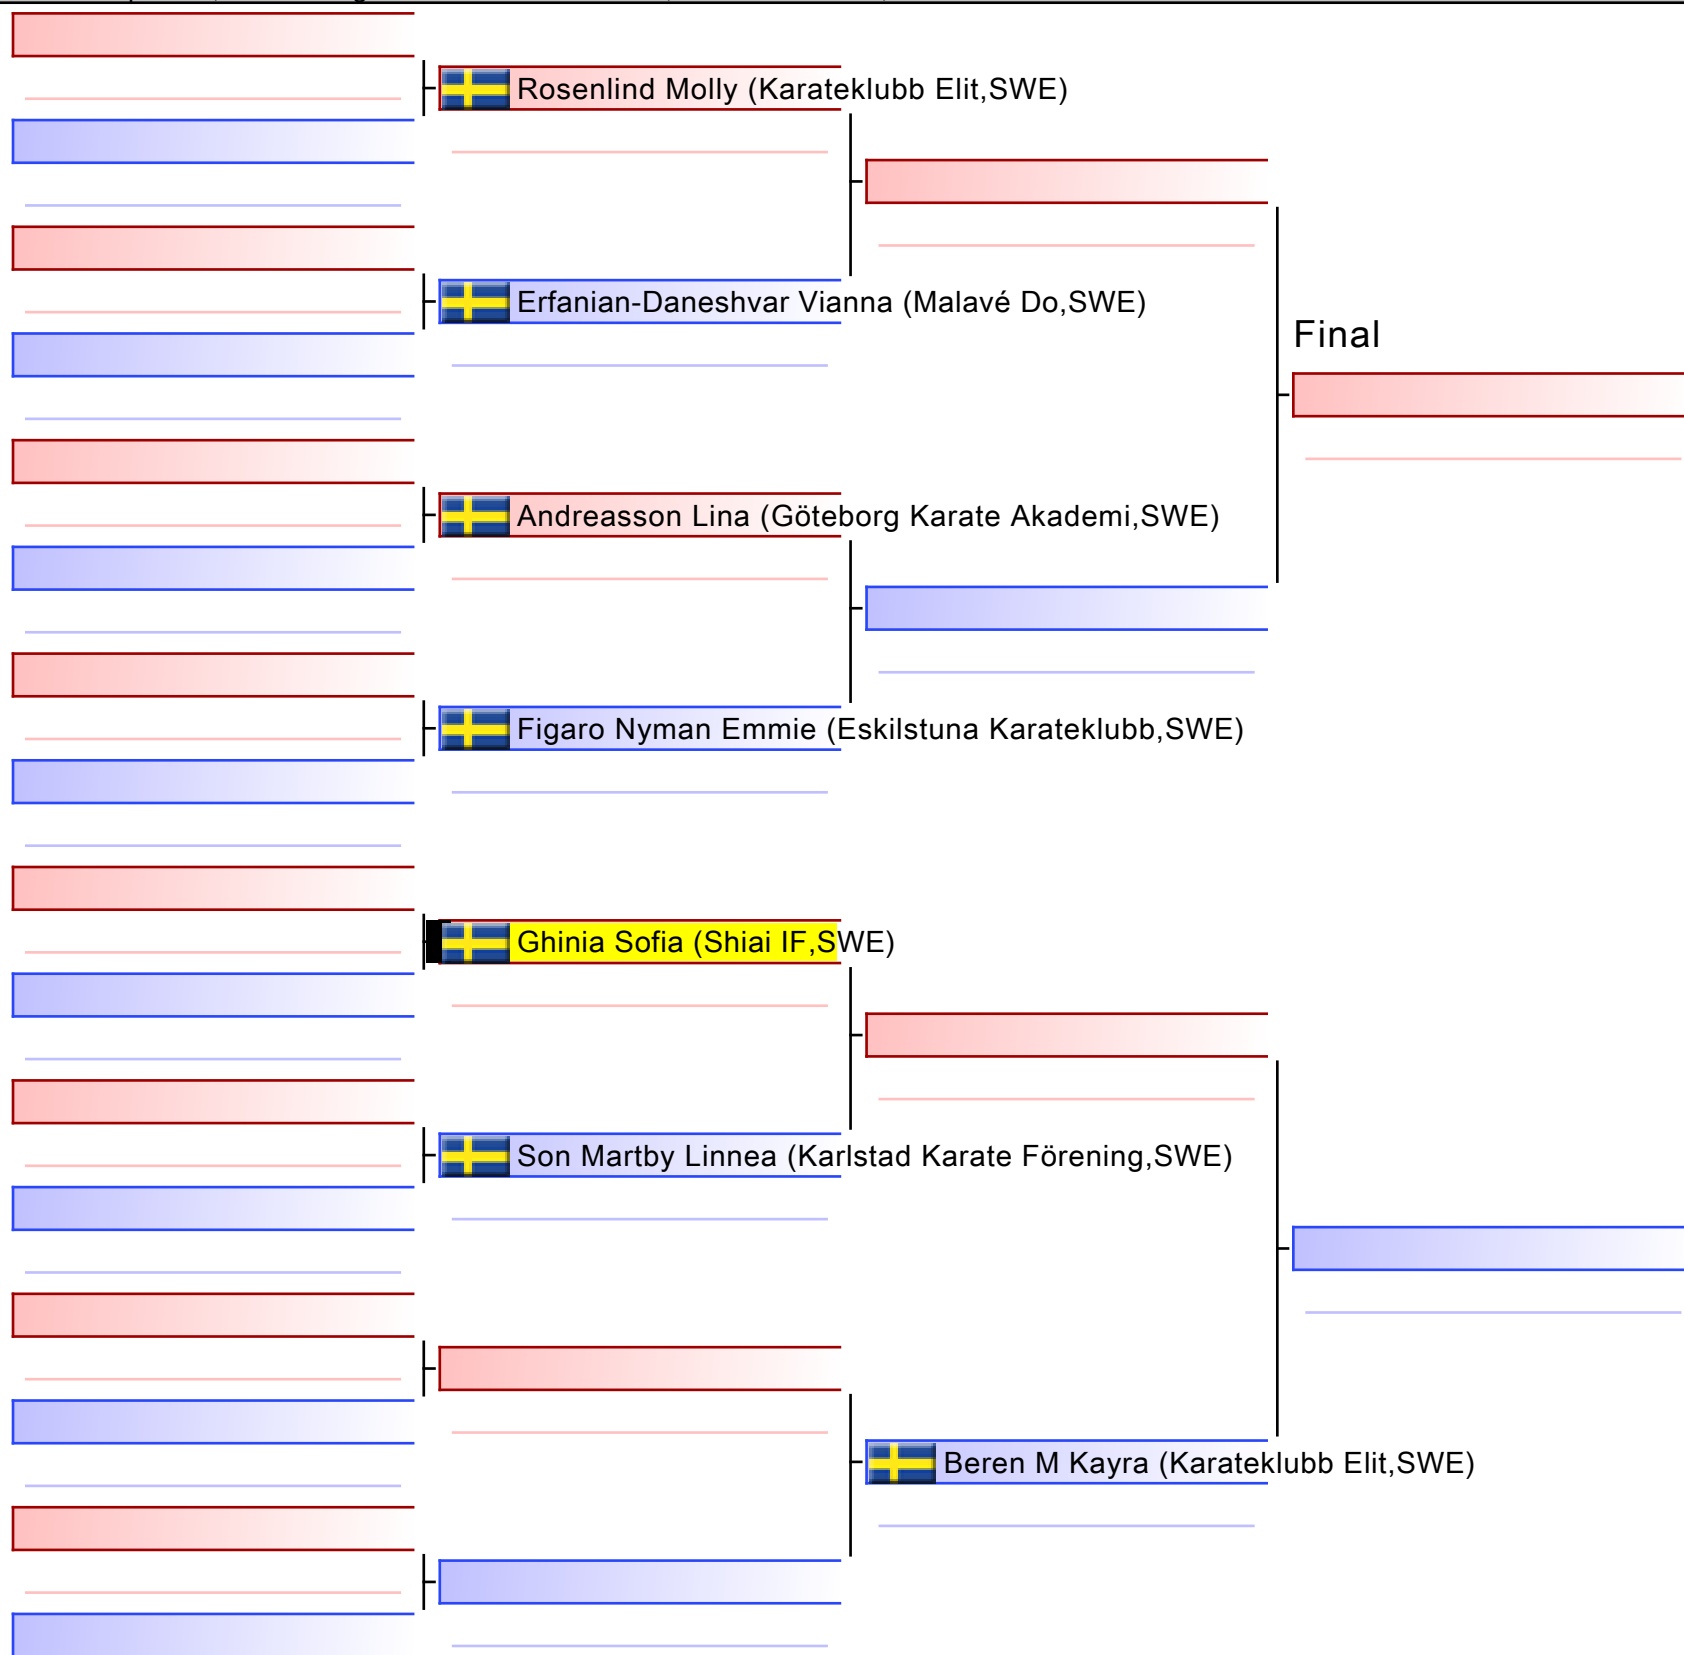 Rosenlind Molly (Karateklubb Elit,SWE)
Erfanian-Daneshvar Vianna (Malavé Do,SWE)
Final
Andreasson Lina (Göteborg Karate Akademi,SWE)
Figaro Nyman Emmie (Eskilstuna Karateklubb,SWE)
Ghinia Sofia (Shiai IF,SWE)
Son Martby Linnea (Karlstad Karate Förening,SWE)
Beren M Kayra (Karateklubb Elit,SWE)